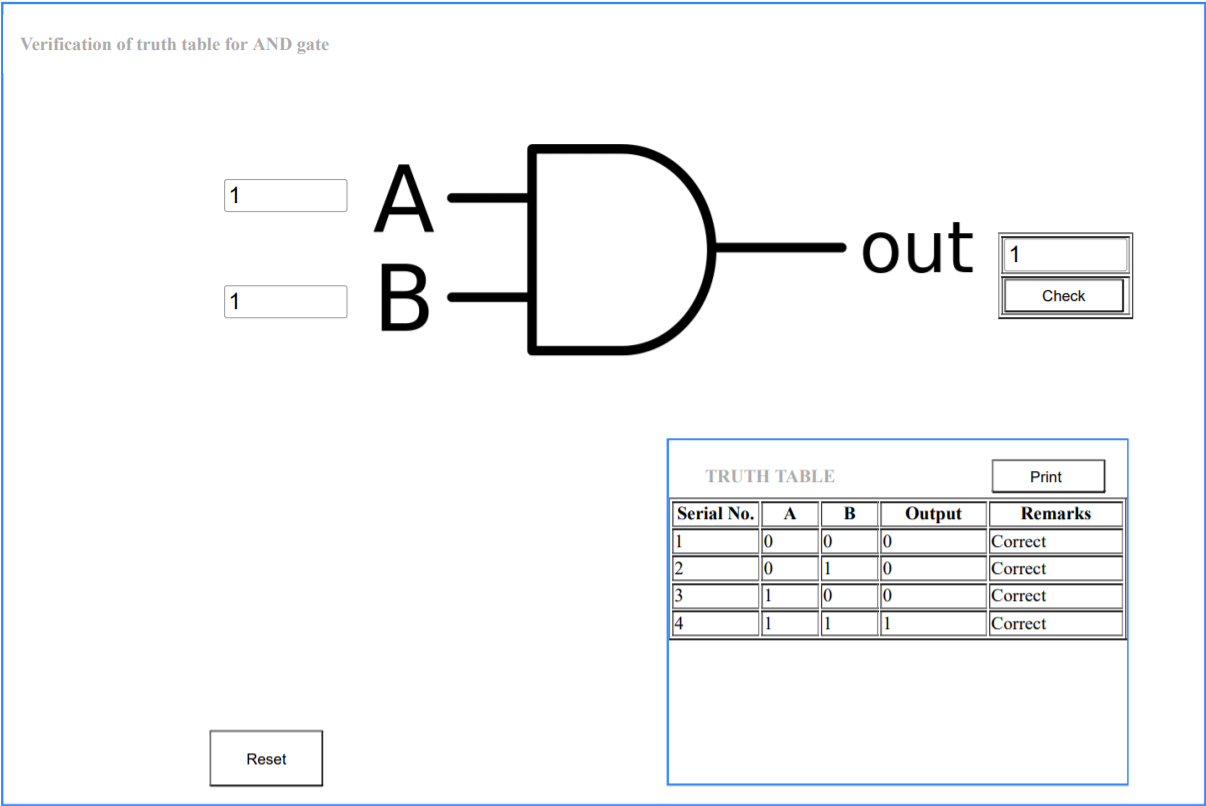 Verification of truth table for AND gate
1 A
out 1
Check
1 B
TRUTH TABLE Print
Serial No. A B Output Remarks
1 0 0 0 Correct
2 0 1 0 Correct
3 1 0 0 Correct
4 1 1 1 Correct
Reset